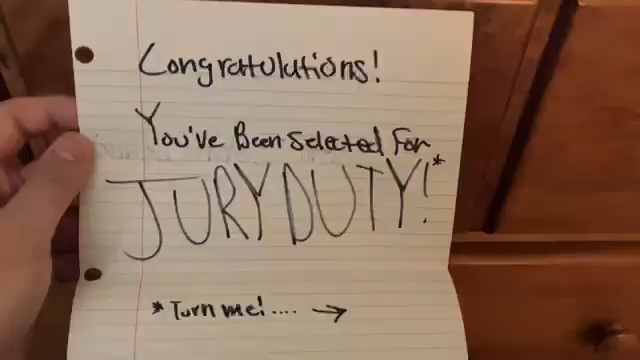 Congratulations!
You've Been Selected For
JURY DUTY!*
*Turn me!.... →